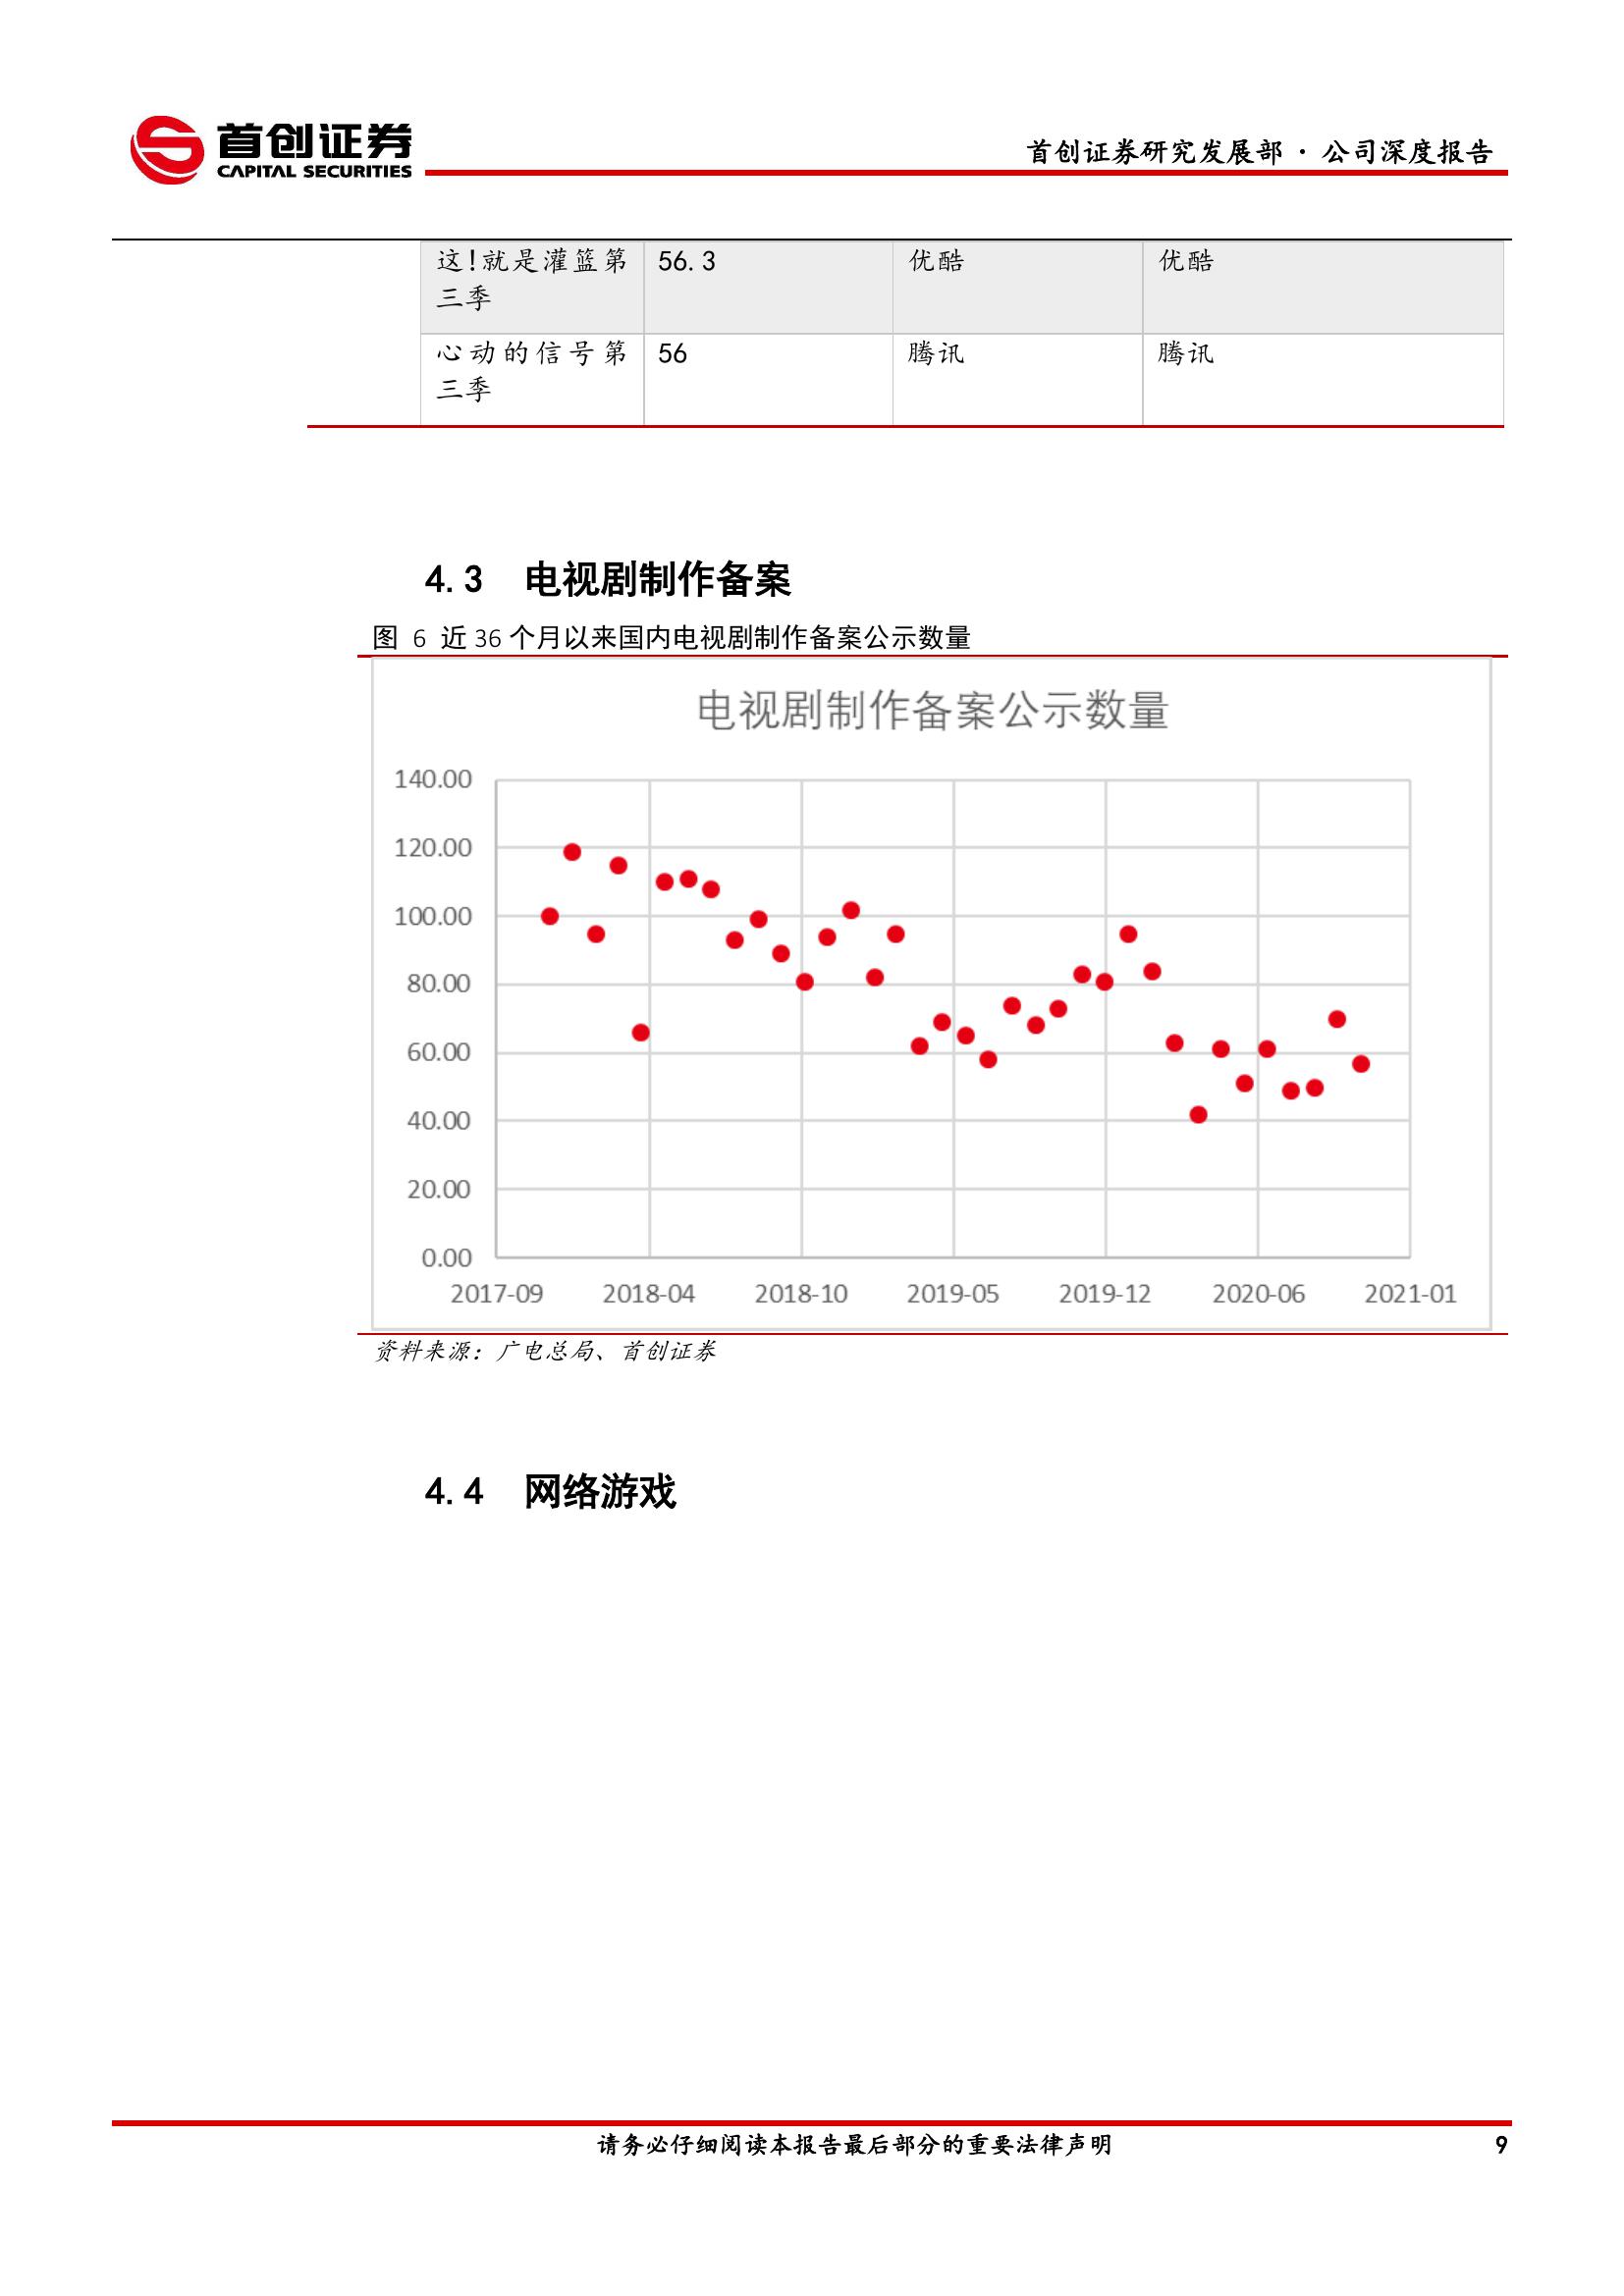 首创证券
CAPITAL SECURITIES
首创证券研究发展部 · 公司深度报告
这!就是灌篮第 56.3 优酷 优酷
三季
心动的信号第 56 腾讯 腾讯
三季
4.3 电视剧制作备案
图 6 近 36 个月以来国内电视剧制作备案公示数量
电视剧制作备案公示数量
140.00
120.00
100.00
80.00
60.00
40.00
20.00
0.00
2017-09 2018-04 2018-10 2019-05 2019-12 2020-06 2021-01
资料来源：广电总局、首创证券
4.4 网络游戏
请务必仔细阅读本报告最后部分的重要法律声明 9